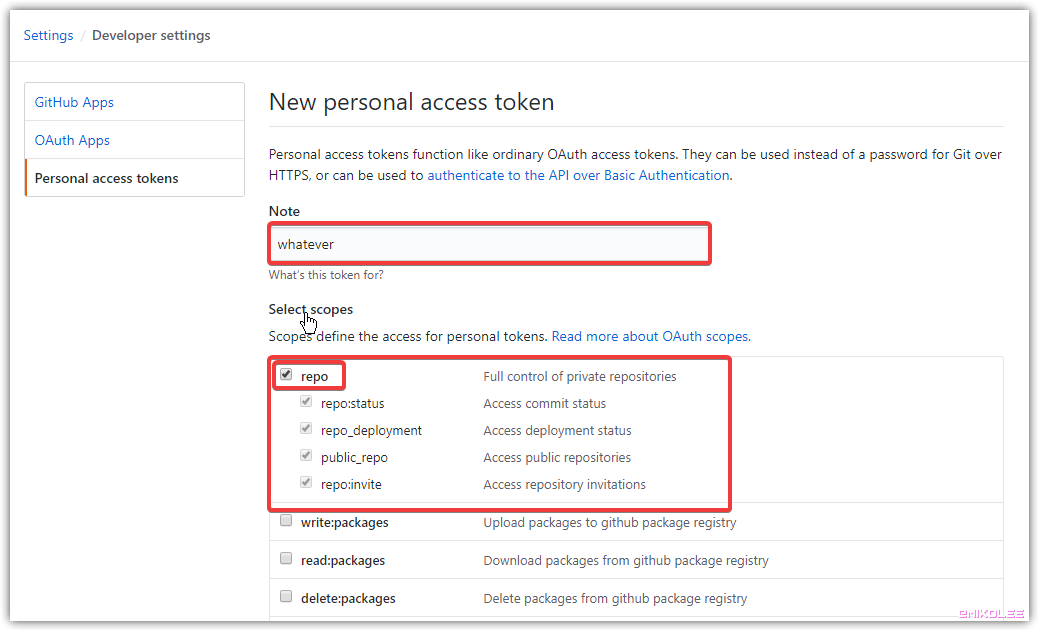 Settings / Developer settings
GitHub Apps
OAuth Apps
Personal access tokens
New personal access token
Personal access tokens function like ordinary OAuth access tokens. They can be used instead of a password for Git over
HTTPS, or can be used to authenticate to the API over Basic Authentication.
Note
whatever
What's this token for?
Select scopes
Scopes define the access for personal tokens. Read more about OAuth scopes.
repo Full control of private repositories
repo:status Access commit status
repo_deployment Access deployment status
public_repo Access public repositories
repo:invite Access repository invitations
write:packages Upload packages to github package registry
read:packages Download packages from github package registry
delete:packages Delete packages from github package registry
@MIKOLEE